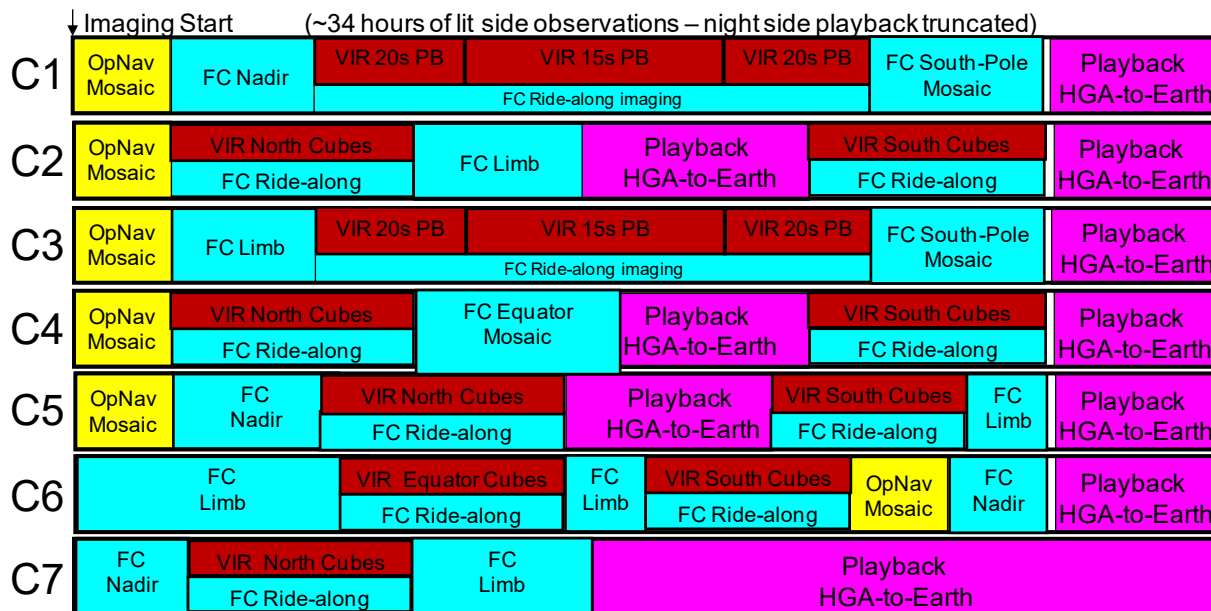 Imaging Start (~34 hours of lit side observations – night side playback truncated)
C1
OpNav
Mosaic
FC Nadir
VIR 20s PB
VIR 15s PB
VIR 20s PB
FC Ride-along imaging
FC South-Pole
Mosaic
Playback
HGA-to-Earth
C2
OpNav
Mosaic
VIR North Cubes
FC Ride-along
FC Limb
Playback
HGA-to-Earth
VIR South Cubes
FC Ride-along
Playback
HGA-to-Earth
C3
OpNav
Mosaic
FC Limb
VIR 20s PB
VIR 15s PB
VIR 20s PB
FC Ride-along imaging
FC South-Pole
Mosaic
Playback
HGA-to-Earth
C4
OpNav
Mosaic
VIR North Cubes
FC Ride-along
FC Equator
Mosaic
Playback
HGA-to-Earth
VIR South Cubes
FC Ride-along
Playback
HGA-to-Earth
C5
OpNav
Mosaic
FC
Nadir
VIR North Cubes
FC Ride-along
Playback
HGA-to-Earth
VIR South Cubes
FC Ride-along
FC
Limb
Playback
HGA-to-Earth
C6
FC
Limb
VIR Equator Cubes
FC Ride-along
FC
Limb
VIR South Cubes
FC Ride-along
OpNav
Mosaic
FC
Nadir
Playback
HGA-to-Earth
C7
FC
Nadir
VIR North Cubes
FC Ride-along
FC
Limb
Playback
HGA-to-Earth